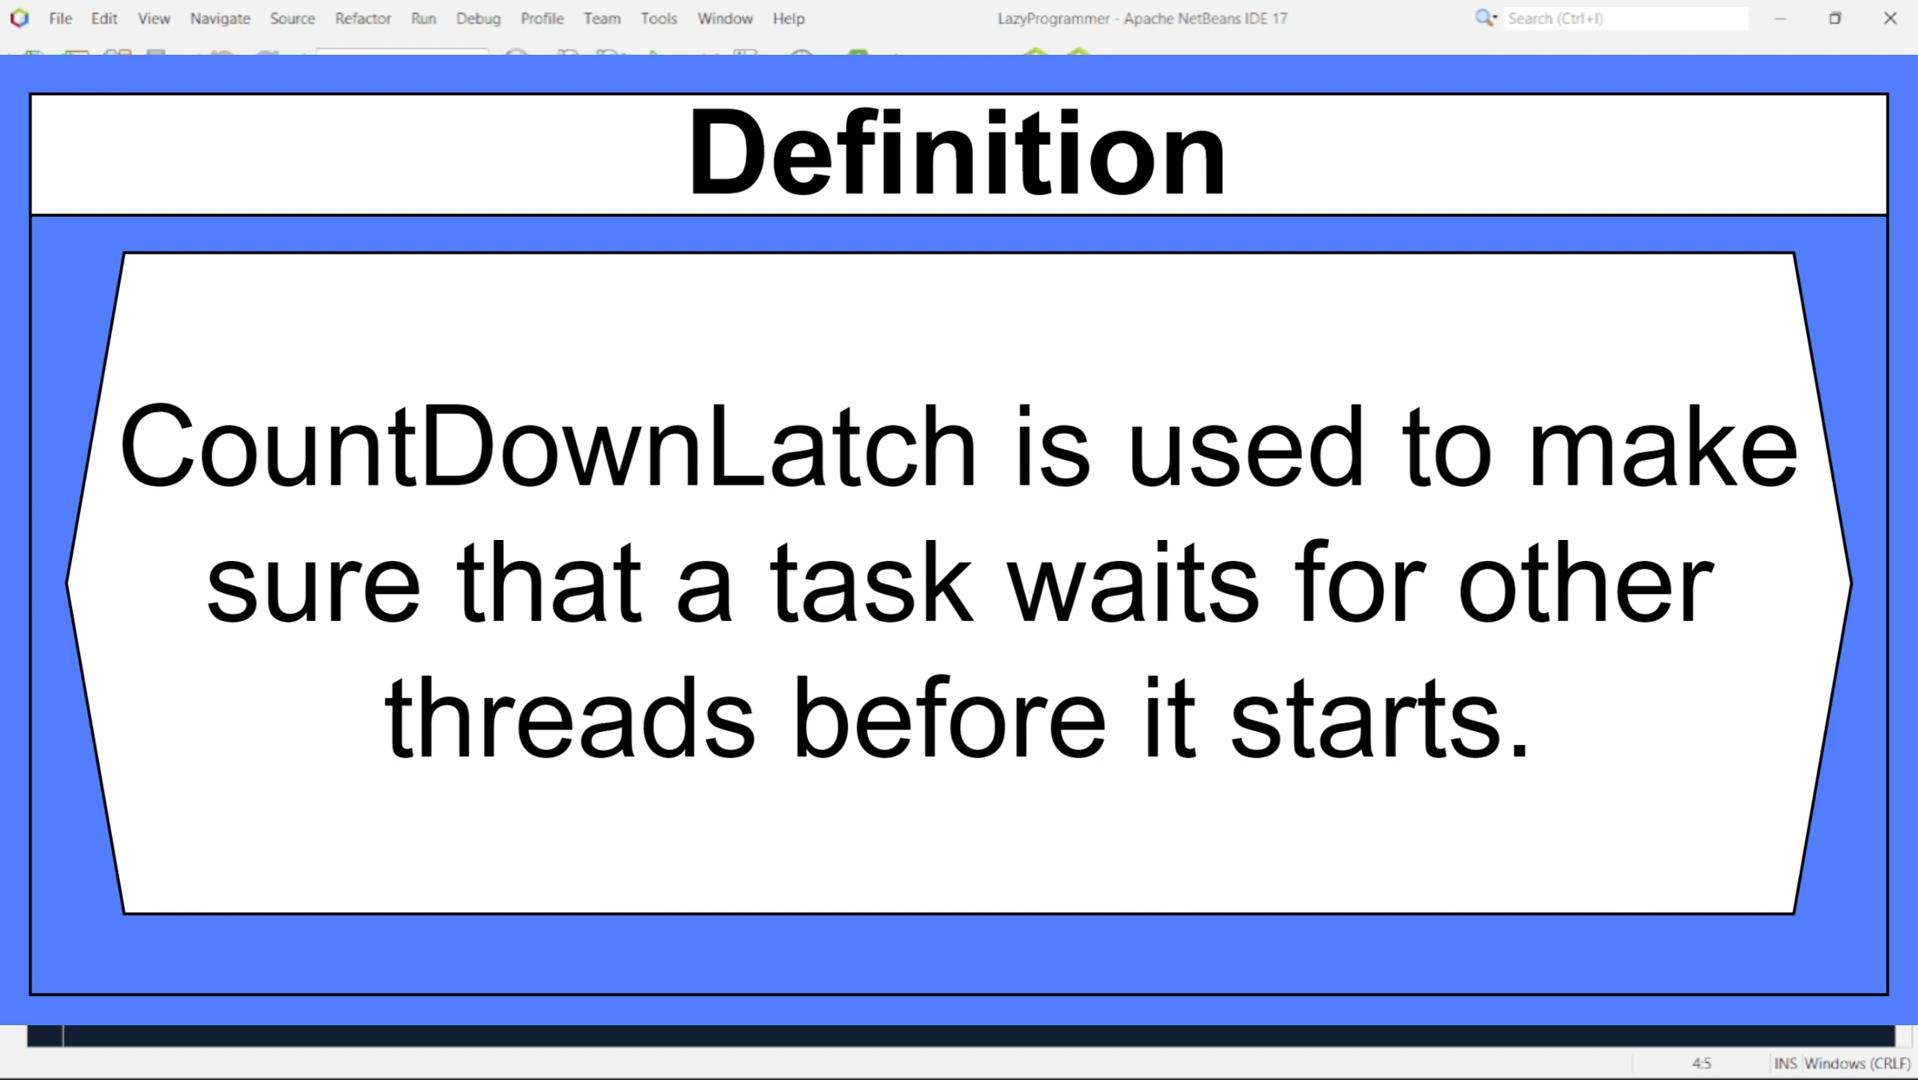 File Edit View Navigate Source Refactor Run Debug Profile Team Tools Window Help LazyProgrammer - Apache NetBeans IDE 17 Search (Ctrl+I)
Definition
CountDownLatch is used to make
sure that a task waits for other
threads before it starts.
4:5 INS Windows (CRLF)